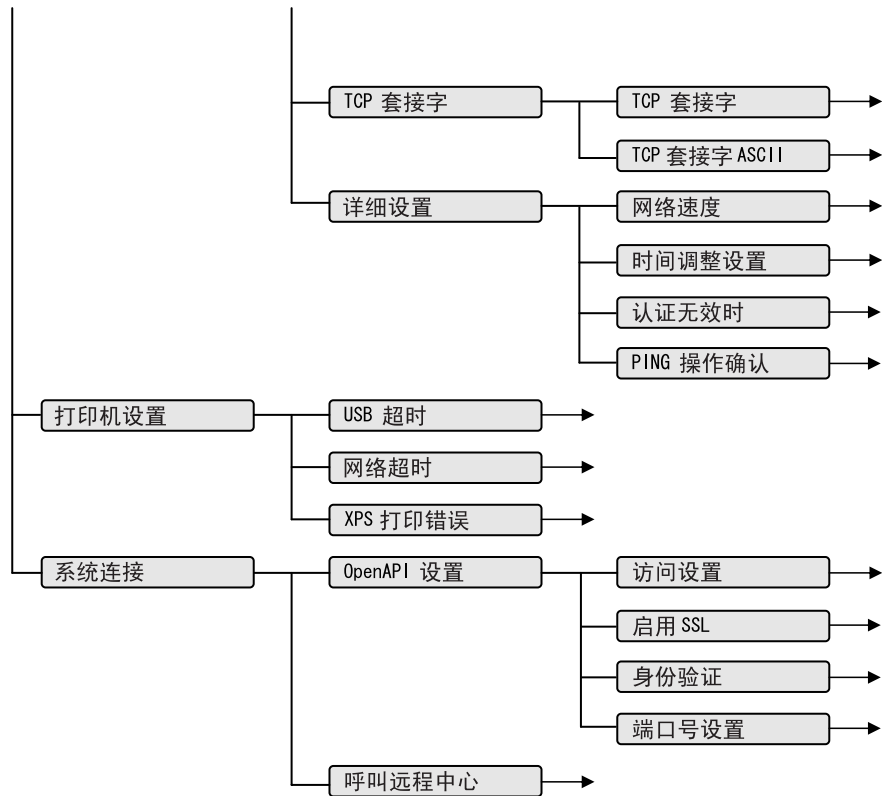 TCP 套接字
TCP 套接字
TCP 套接字 ASCII
详细设置
网络速度
时间调整设置
认证无效时
PING 操作确认
打印机设置
USB 超时
网络超时
XPS 打印错误
系统连接
OpenAPI 设置
访问设置
启用 SSL
身份验证
端口号设置
呼叫远程中心